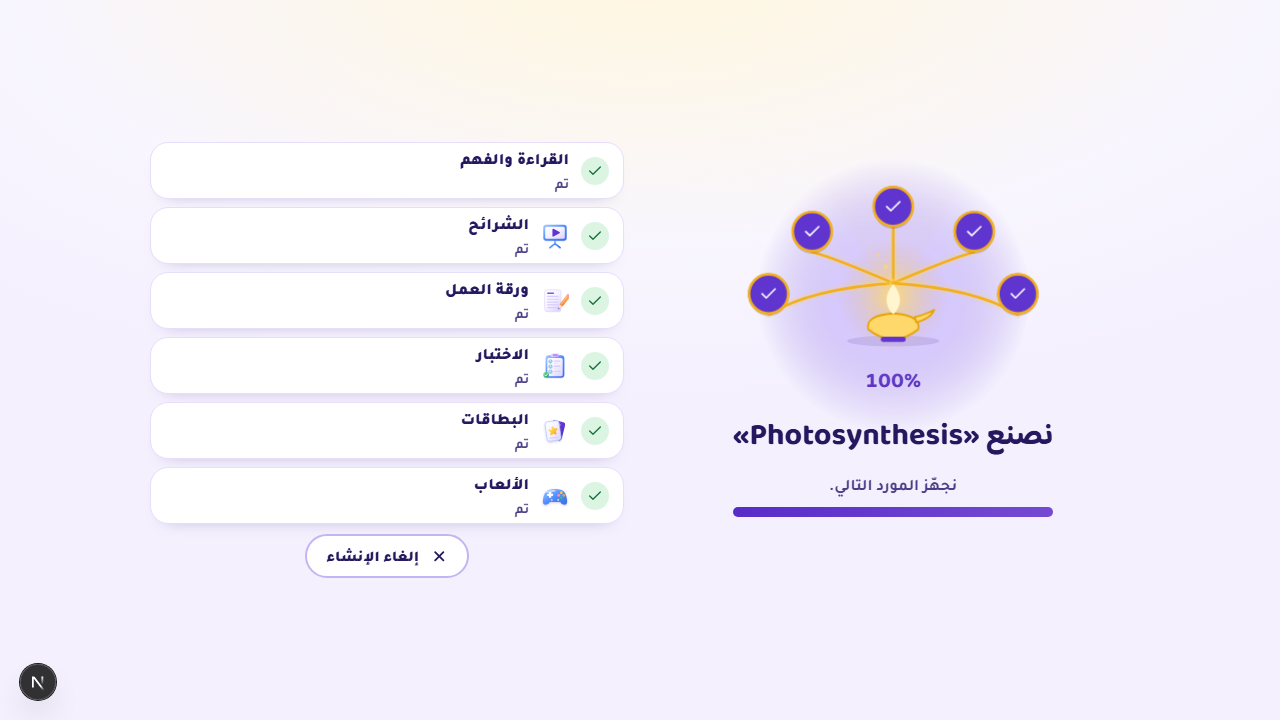 100%
نصنع «Photosynthesis»
نجهّز المورد التالي.
القراءة والفهم
تم
الشرائح
تم
ورقة العمل
تم
الاختبار
تم
البطاقات
تم
الألعاب
تم
إلغاء الإنشاء
N